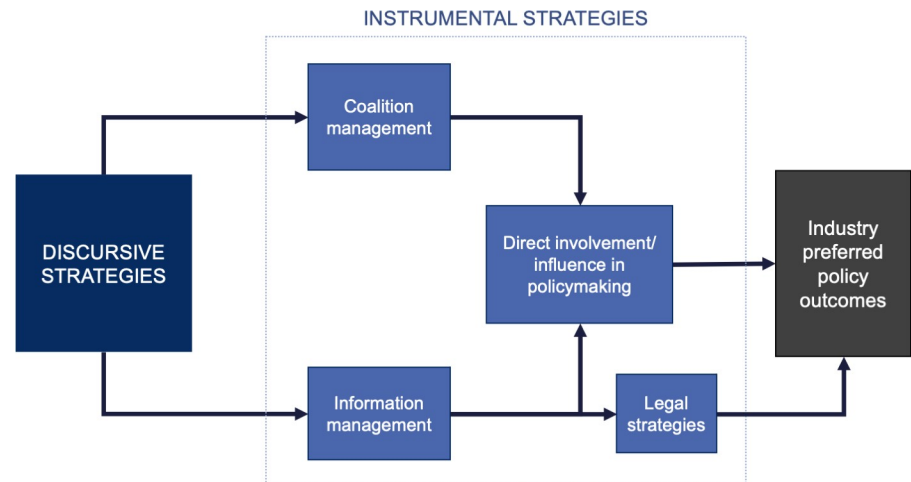 INSTRUMENTAL STRATEGIES
Coalition
management
DISCURSIVE
STRATEGIES
Direct involvement/
influence in
policymaking
Industry
preferred
policy
outcomes
Information
management
Legal
strategies